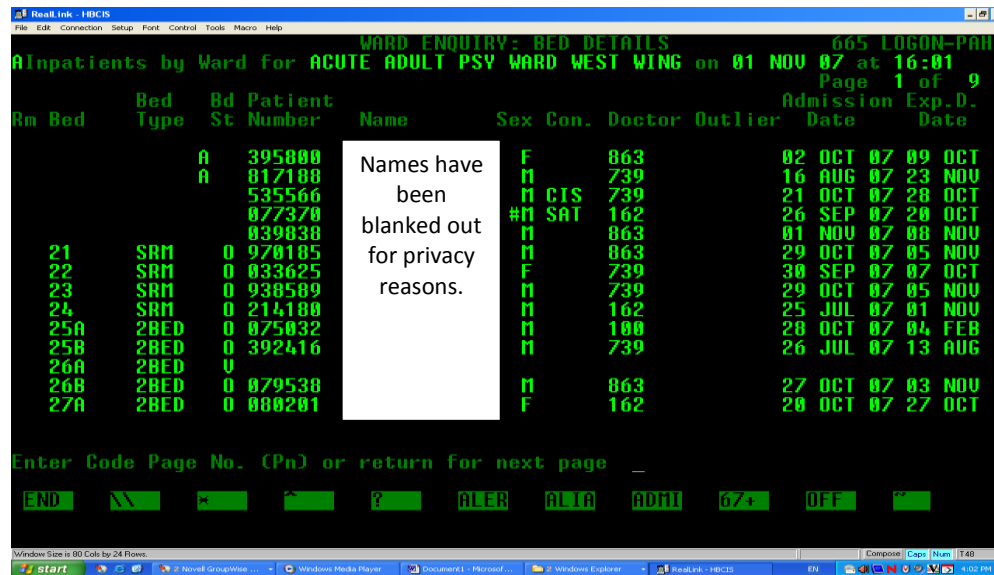 RealLink - HBCIS
File Edit Connection Setup Font Control Tools Macro Help
WARD ENQUIRY: BED DETAILS 665 LOGON-PAH
AInpatients by Ward for ACUTE ADULT PSY WARD WEST WING on 01 NOV 07 at 16:01
Page 1 of 9
Bed Bd Patient Admission Exp.D.
Rm Bed Type St Number Name Sex Con. Doctor Outlier Date Date
A 395800 F 863 02 OCT 07 09 OCT
A 817188 M 739 16 AUG 07 23 NOV
535566 M CIS 739 21 OCT 07 28 OCT
077370 #M SAT 162 26 SEP 07 20 OCT
039838 M 863 01 NOV 07 08 NOV
21 SRM O 970185 M 863 29 OCT 07 05 NOV
22 SRM O 033625 F 739 30 SEP 07 07 OCT
23 SRM O 938589 M 739 29 OCT 07 05 NOV
24 SRM O 214180 M 162 25 JUL 07 01 NOV
25A 2BED O 075032 M 100 28 OCT 07 04 FEB
25B 2BED O 392416 M 739 26 JUL 07 13 AUG
26A 2BED V
26B 2BED O 079538 M 863 27 OCT 07 03 NOV
27A 2BED O 080201 F 162 20 OCT 07 27 OCT
Names have
been
blanked out
for privacy
reasons.
Enter Code Page No. (Pn) or return for next page _
END \\ * ^ ? ALER ALIA ADMI 67+ OFF ~
Window Size is 80 Cols by 24 Rows. Compose Caps Num T48
start 2 Novell GroupWise ... Windows Media Player Document1 - Microsof... 2 Windows Explorer RealLink - HBCIS EN 4:02 PM